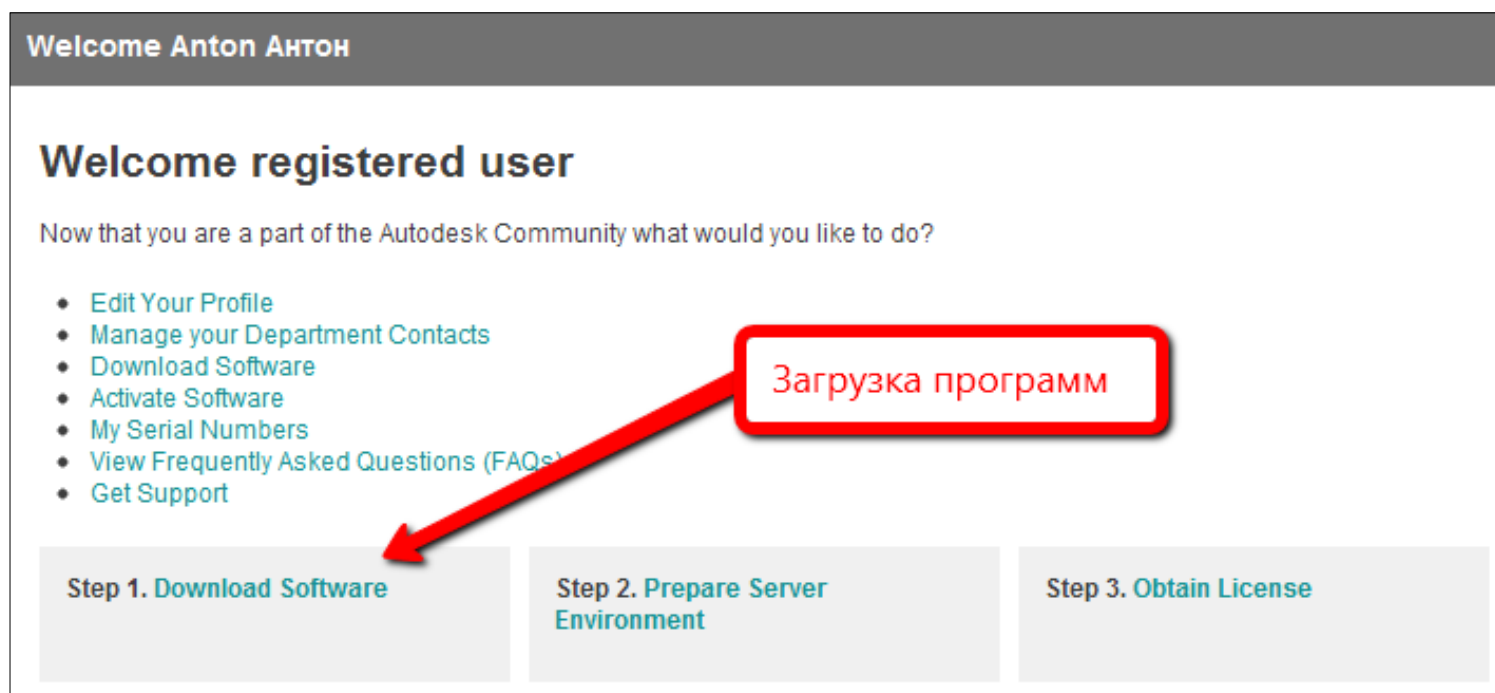 Welcome Anton Антон
Welcome registered user
Now that you are a part of the Autodesk Community what would you like to do?
Edit Your Profile
Manage your Department Contacts
Download Software
Activate Software
My Serial Numbers
View Frequently Asked Questions (FAQs)
Get Support
Загрузка программ
Step 1. Download Software
Step 2. Prepare Server
Environment
Step 3. Obtain License